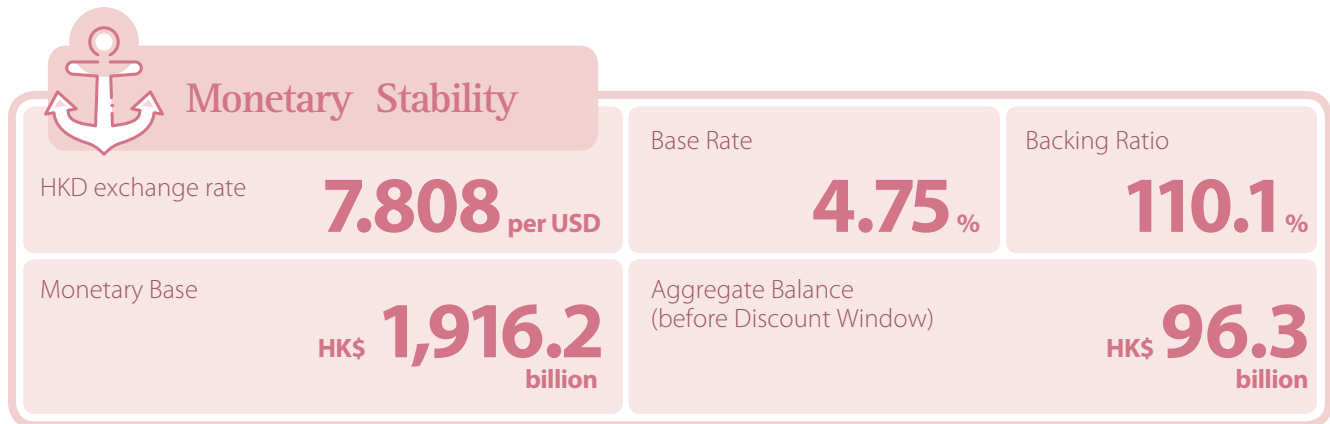 Monetary Stability
HKD exchange rate
7.808 per USD
Base Rate
4.75 %
Backing Ratio
110.1 %
Monetary Base
HK$ 1,916.2
billion
Aggregate Balance
(before Discount Window)
HK$ 96.3
billion